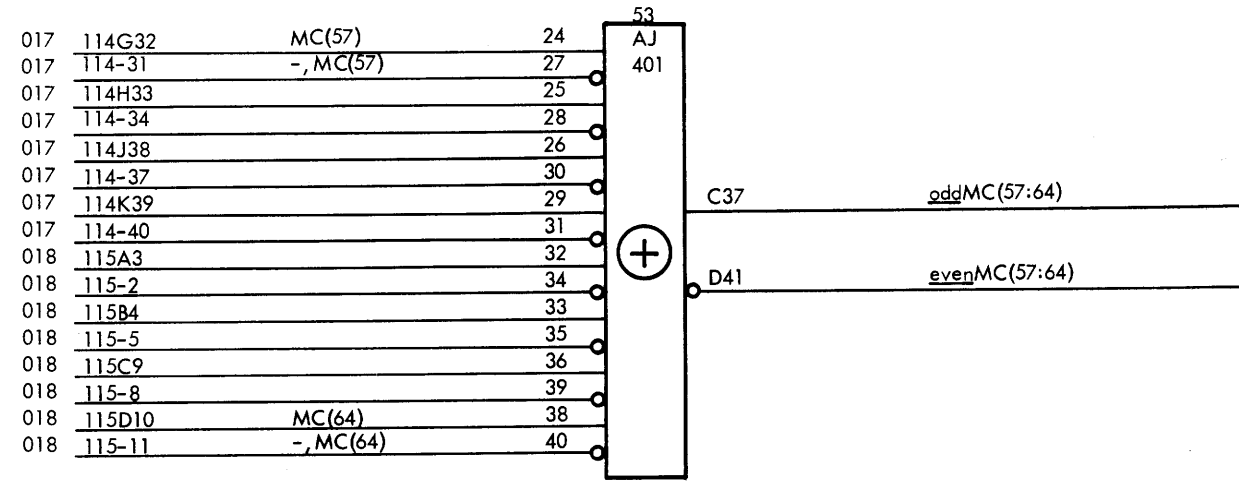 53
AJ
401
017 114G32 MC(57) 24
017 114-31 -,MC(57) 27
017 114H33 25
017 114-34 28
017 114J38 26
017 114-37 30
017 114K39 29
017 114-40 31
018 115A3 32
018 115-2 34
018 115B4 33
018 115-5 35
018 115C9 36
018 115-8 39
018 115D10 MC(64) 38
018 115-11 -,MC(64) 40
+
C37 oddMC(57:64)
D41 evenMC(57:64)